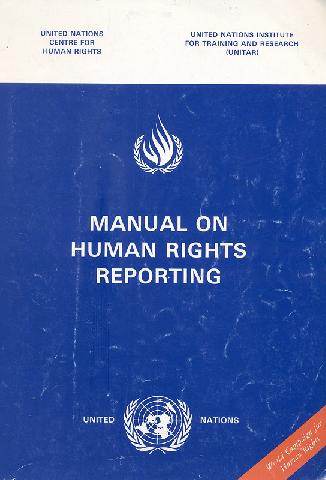 UNITED NATIONS
CENTRE FOR
HUMAN RIGHTS
UNITED NATIONS INSTITUTE
FOR TRAINING AND RESEARCH
(UNITAR)
MANUAL ON
HUMAN RIGHTS
REPORTING
UNITED NATIONS
World Campaign for
Human Rights